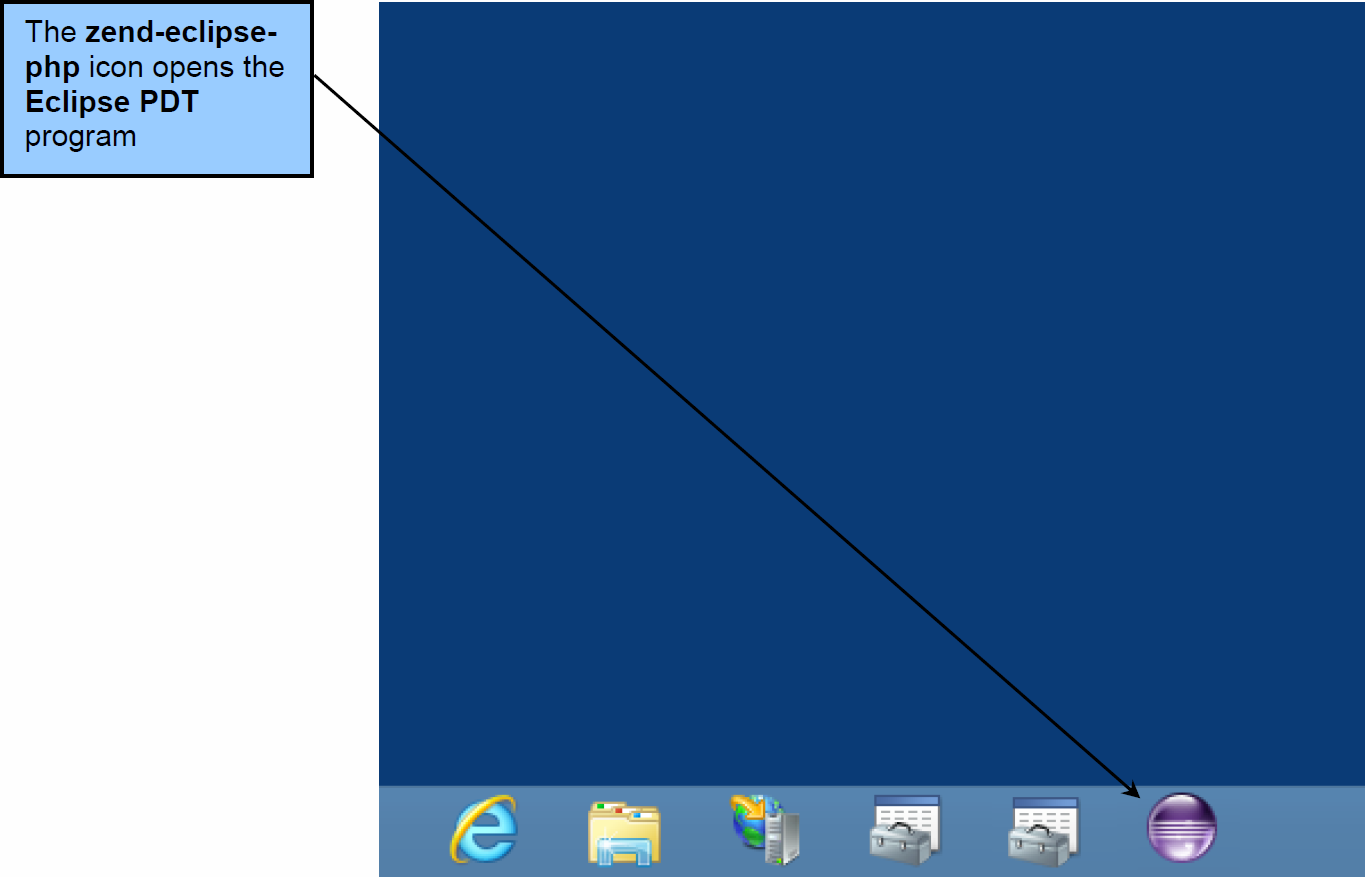 The zend-eclipse-
php icon opens the
Eclipse PDT
program